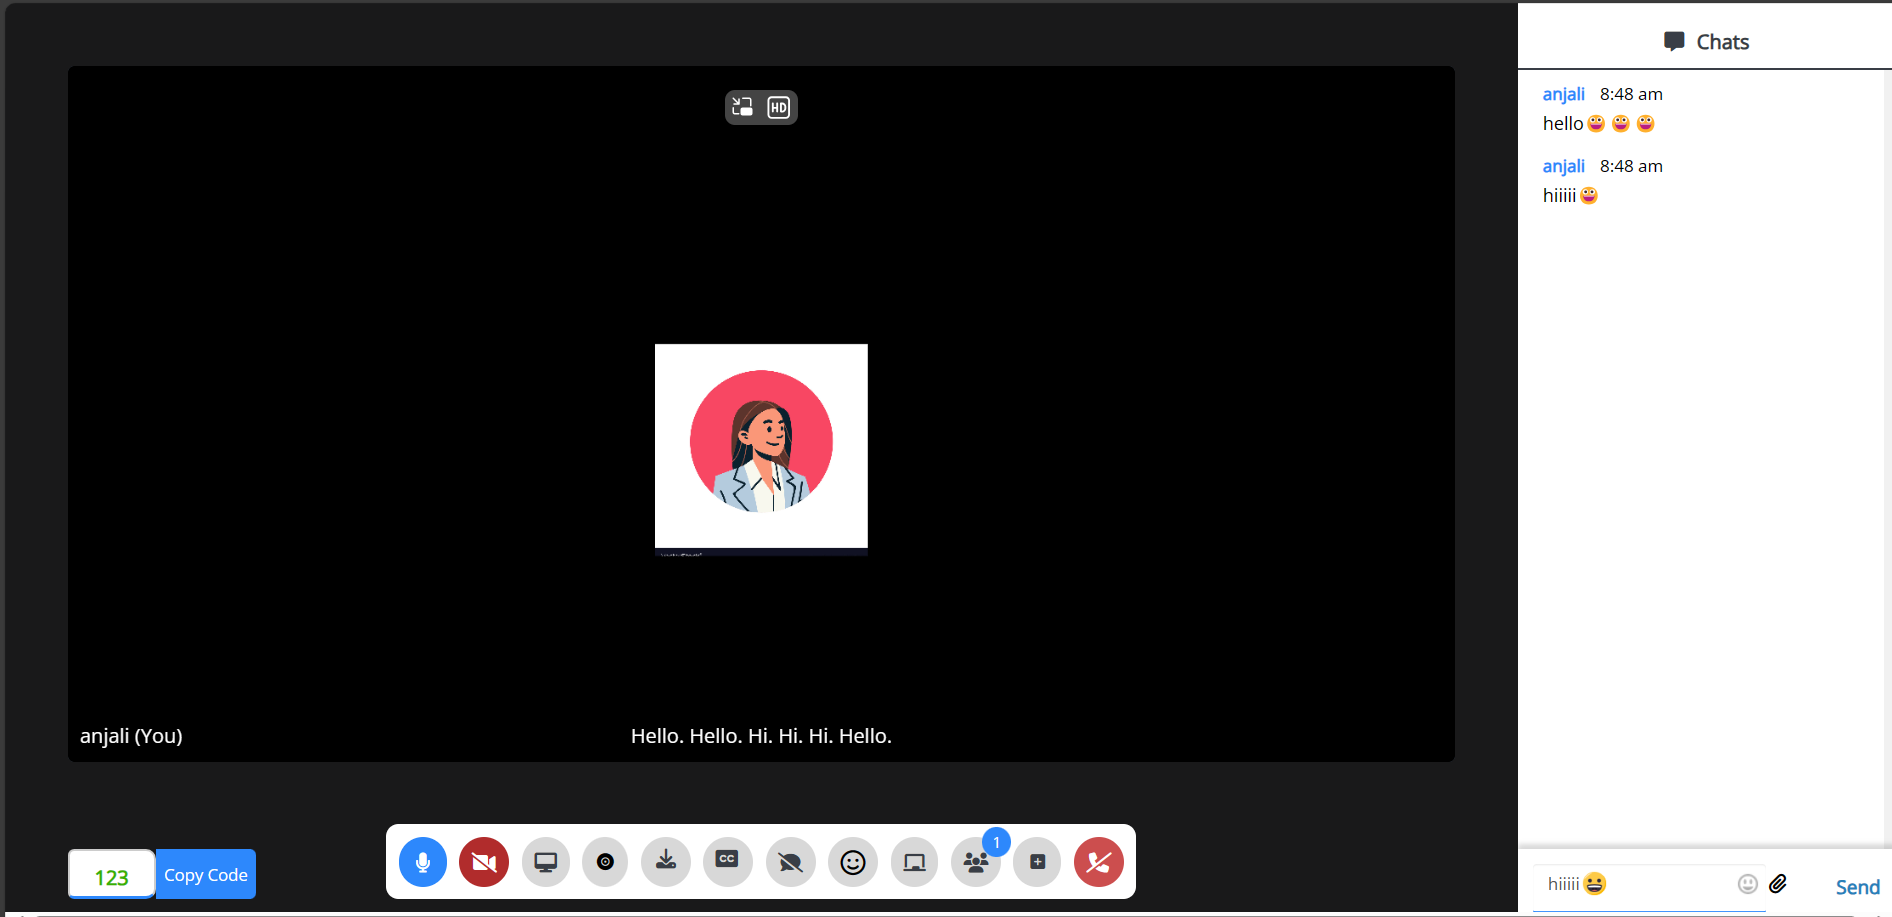 Chats
anjali 8:48 am
hello😀 😀 😀
anjali 8:48 am
hiiiii😀
HD
anjali (You)
Hello. Hello. Hi. Hi. Hi. Hello.
123
Copy Code
CC
1
hiiiii😀
Send